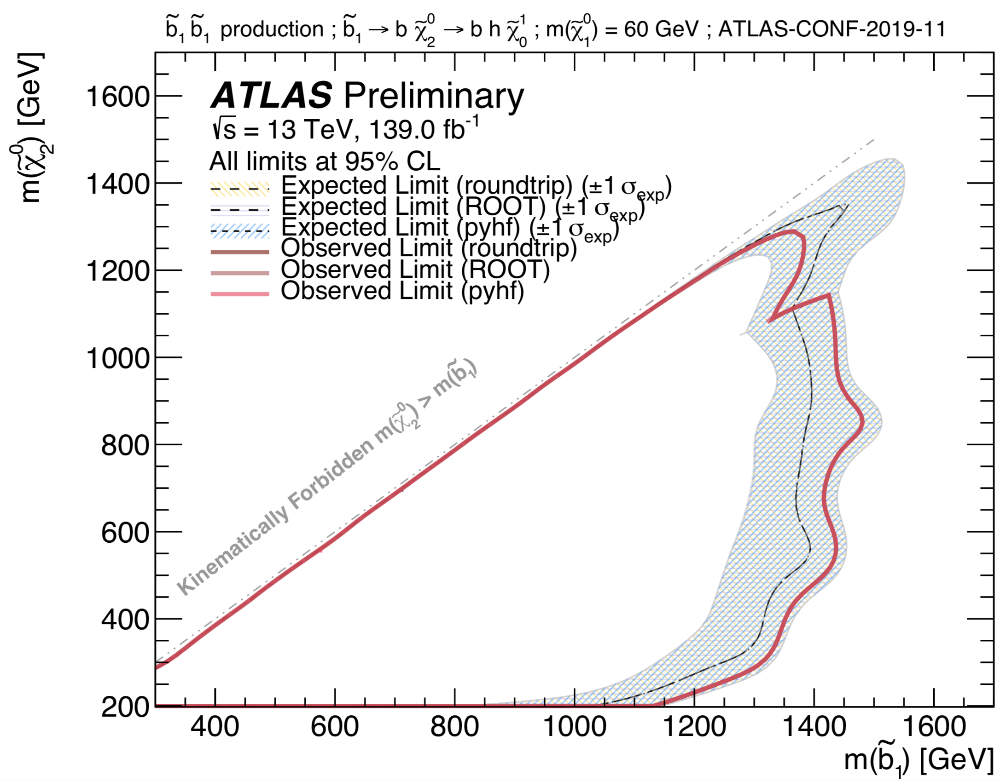 b̃₁ b̃₁ production ; b̃₁ → b χ̃⁰₂ → b h χ̃¹₀ ; m(χ̃⁰₁) = 60 GeV ; ATLAS-CONF-2019-11
m(χ̃⁰₂) [GeV]
ATLAS Preliminary
√s = 13 TeV, 139.0 fb⁻¹
All limits at 95% CL
Expected Limit (roundtrip) (±1 σexp)
Expected Limit (ROOT) (±1 σexp)
Expected Limit (pyhf) (±1 σexp)
Observed Limit (roundtrip)
Observed Limit (ROOT)
Observed Limit (pyhf)
Kinematically Forbidden m(χ̃⁰₂) > m(b̃₁)
1600
1400
1200
1000
800
600
400
200
400 600 800 1000 1200 1400 1600
m(b̃₁) [GeV]